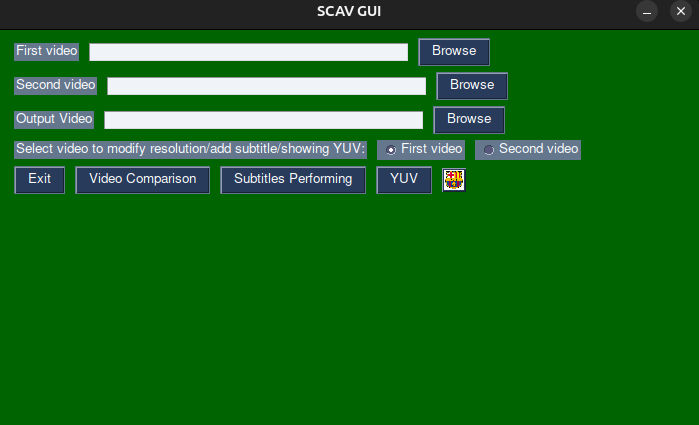 SCAV GUI
First video Browse
Second video Browse
Output Video Browse
Select video to modify resolution/add subtitle/showing YUV: First video Second video
Exit Video Comparison Subtitles Performing YUV